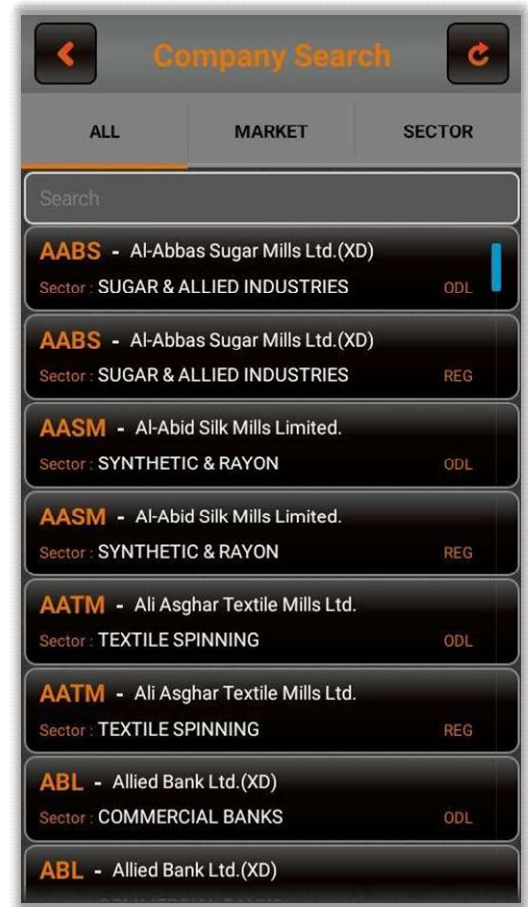 Company Search
ALL MARKET SECTOR
Search
AABS - Al-Abbas Sugar Mills Ltd.(XD)
Sector : SUGAR & ALLIED INDUSTRIES ODL
AABS - Al-Abbas Sugar Mills Ltd.(XD)
Sector : SUGAR & ALLIED INDUSTRIES REG
AASM - Al-Abid Silk Mills Limited.
Sector : SYNTHETIC & RAYON ODL
AASM - Al-Abid Silk Mills Limited.
Sector : SYNTHETIC & RAYON REG
AATM - Ali Asghar Textile Mills Ltd.
Sector : TEXTILE SPINNING ODL
AATM - Ali Asghar Textile Mills Ltd.
Sector : TEXTILE SPINNING REG
ABL - Allied Bank Ltd.(XD)
Sector : COMMERCIAL BANKS ODL
ABL - Allied Bank Ltd.(XD)